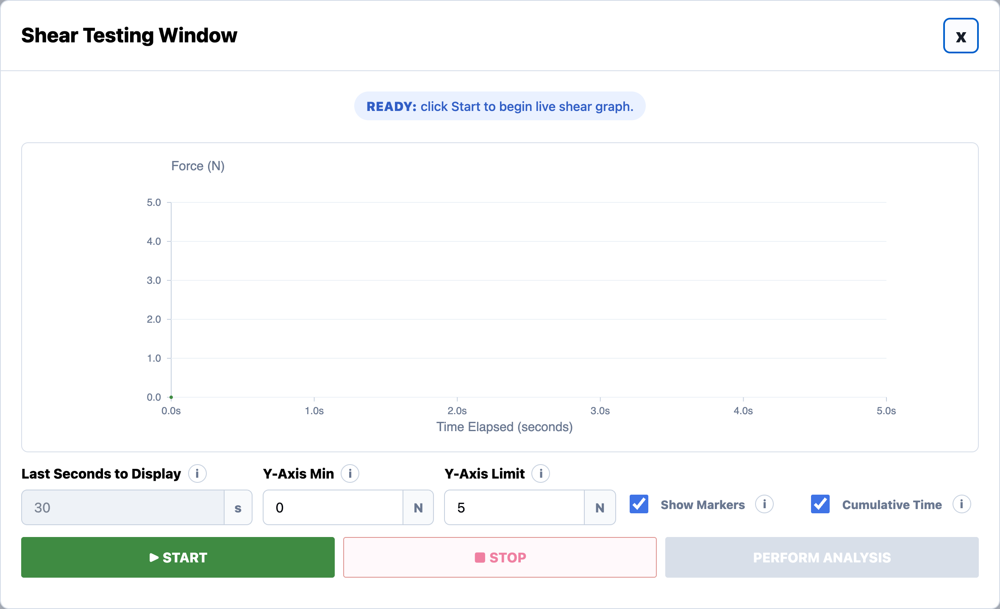 Shear Testing Window
x
READY: click Start to begin live shear graph.
Force (N)
5.0
4.0
3.0
2.0
1.0
0.0
0.0s 1.0s 2.0s 3.0s 4.0s 5.0s
Time Elapsed (seconds)
Last Seconds to Display i Y-Axis Min i Y-Axis Limit i
30 s 0 N 5 N Show Markers i Cumulative Time i
START STOP PERFORM ANALYSIS